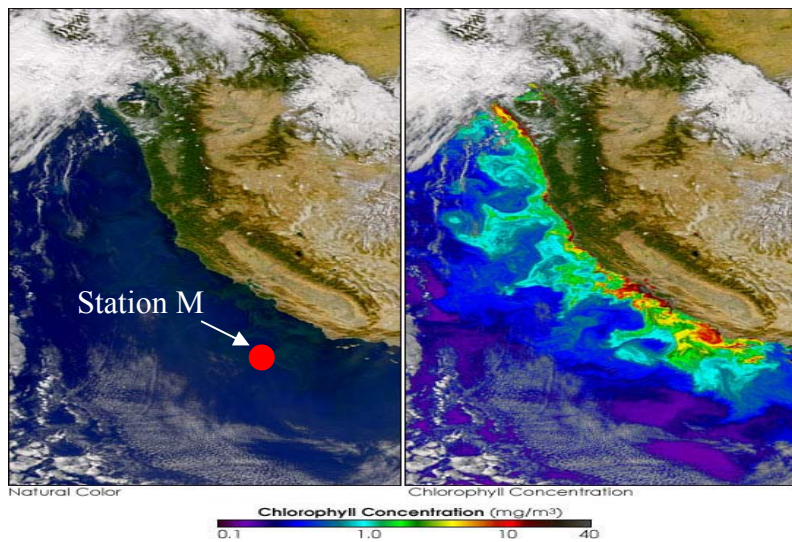 Station M
Natural Color
Chlorophyll Concentration
Chlorophyll Concentration (mg/m³)
0.1 1.0 10 40